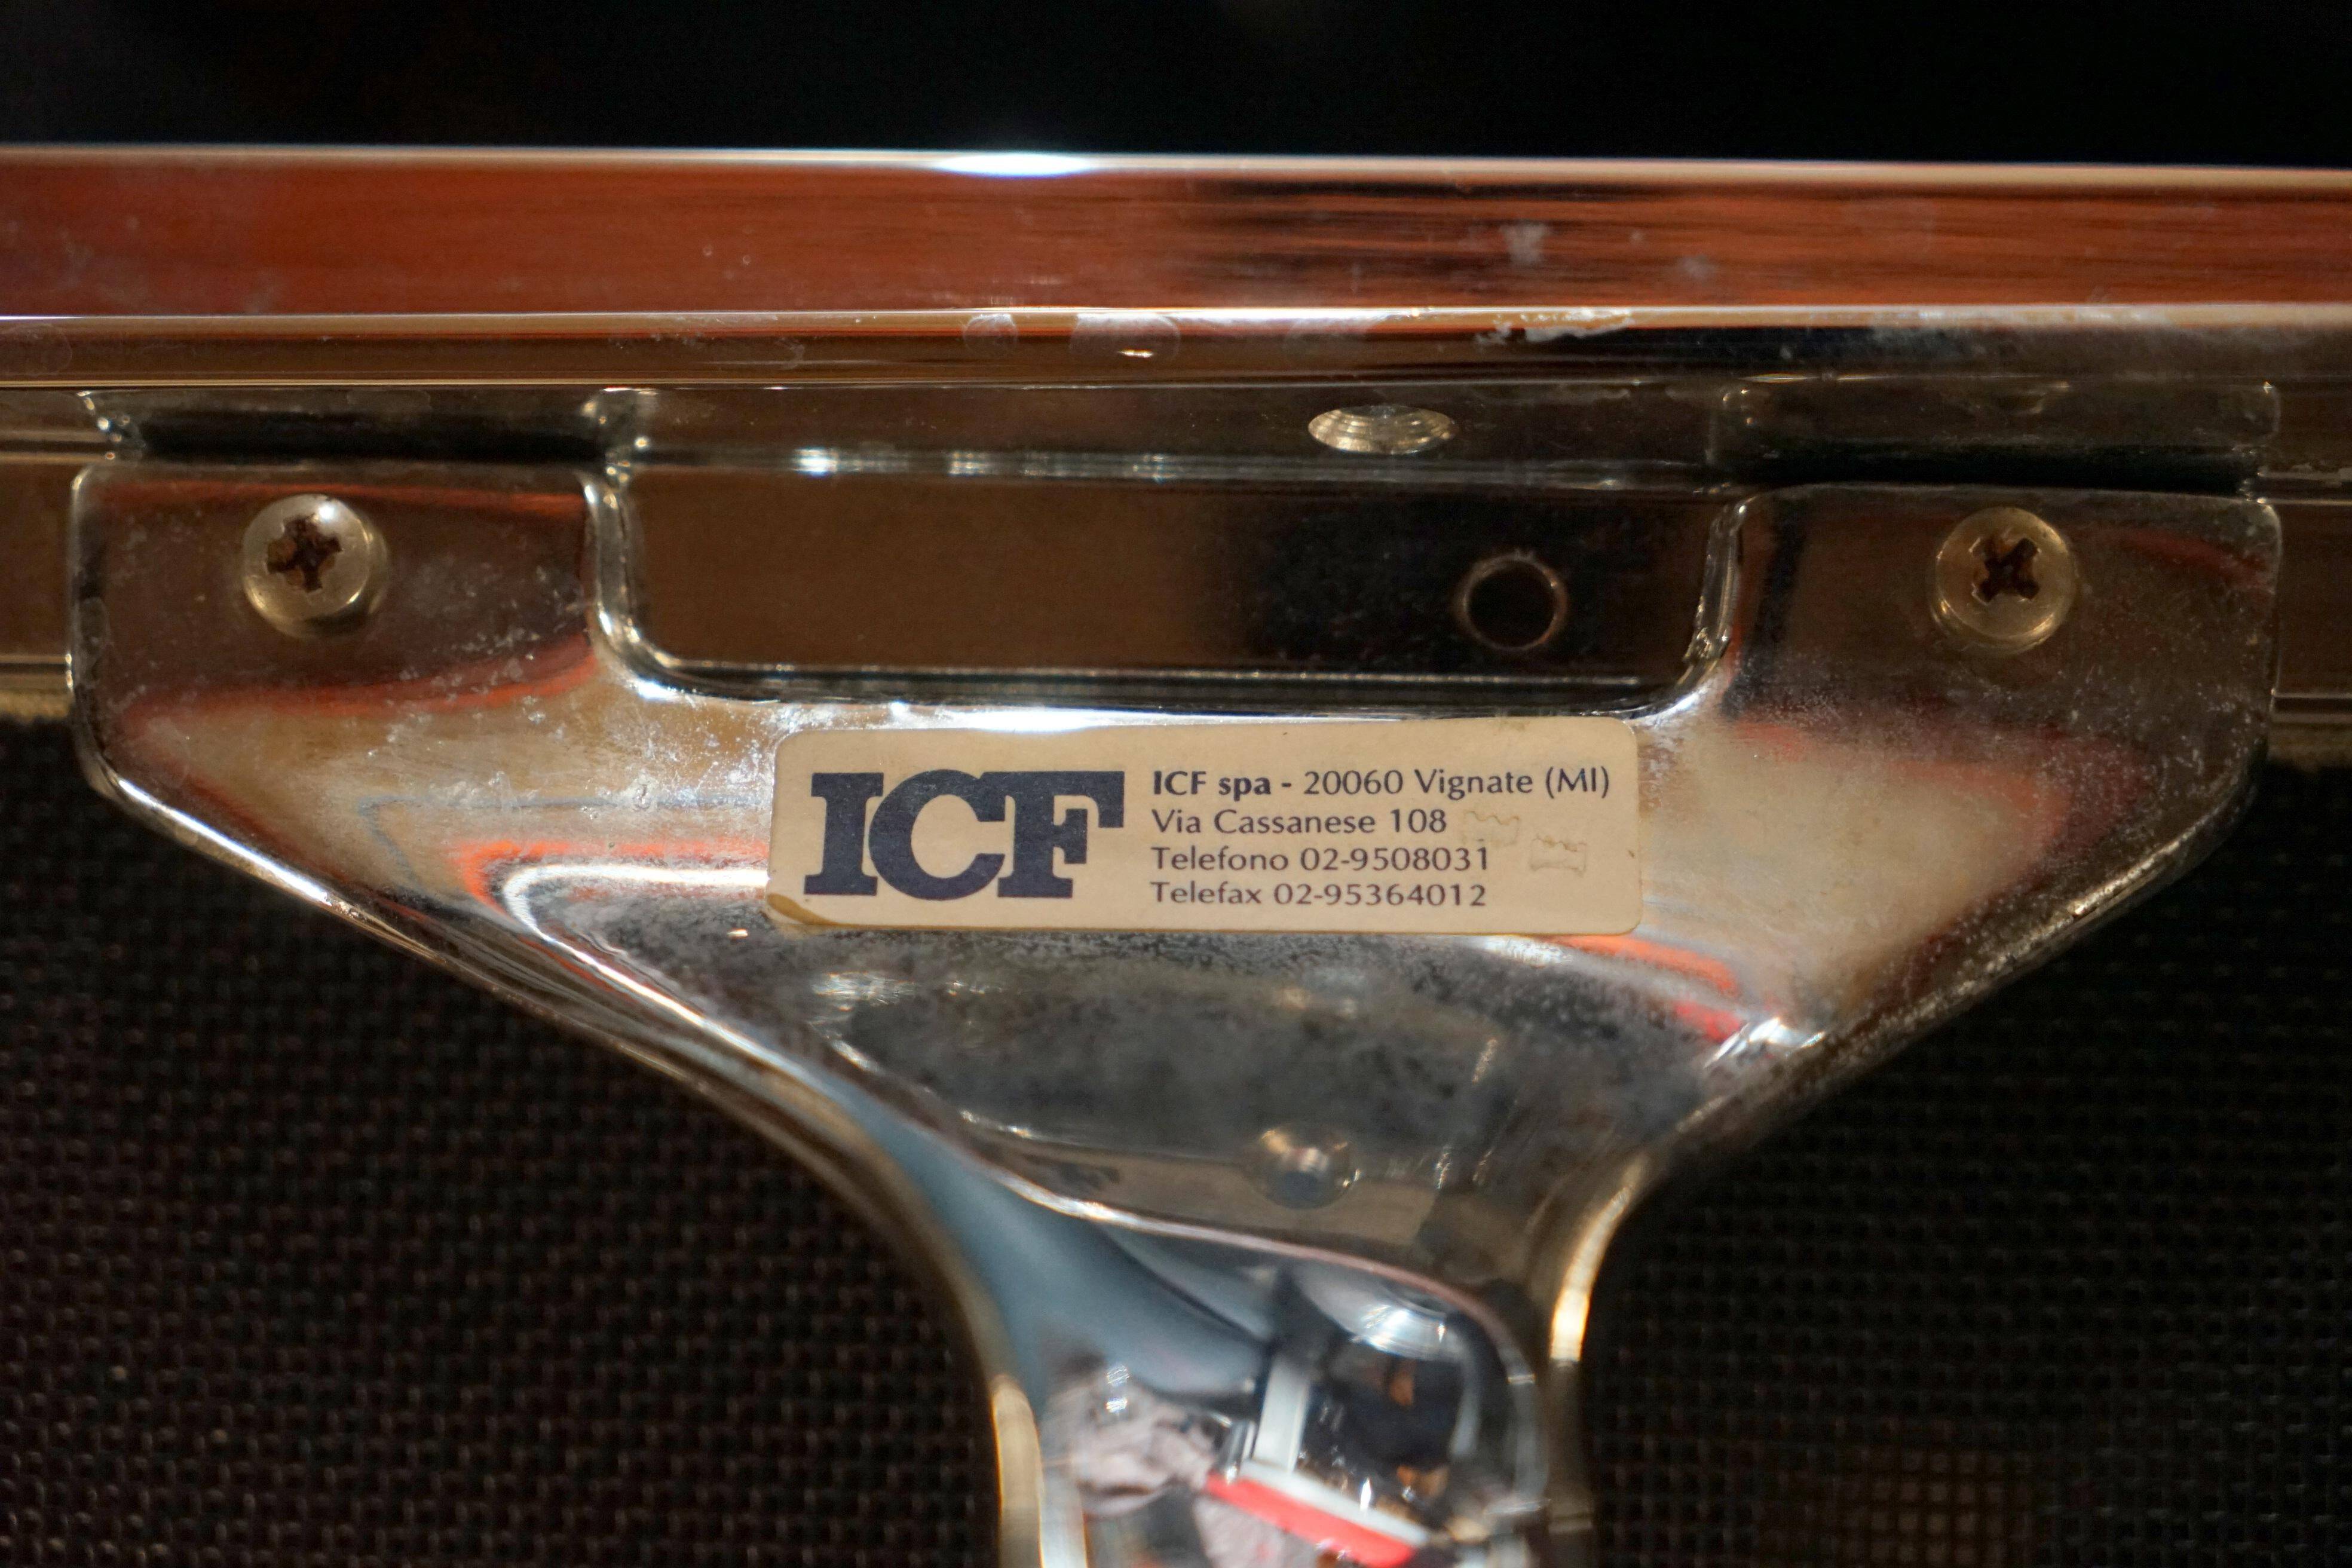 ICF
ICF spa - 20060 Vignate (MI)
Via Cassanese 108
Telefono 02-9508031
Telefax 02-95364012